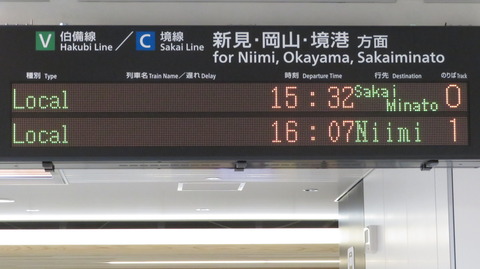 V 伯備線 / C 境線 新見・岡山・境港 方面
Hakubi Line Sakai Line for Niimi, Okayama, Sakaiminato
種別 Type 列車名 Train Name / 遅れ Delay 時刻 Departure Time 行先 Destination のりば Track
Local 15:32 Sakai Minato 0
Local 16:07 Niimi 1